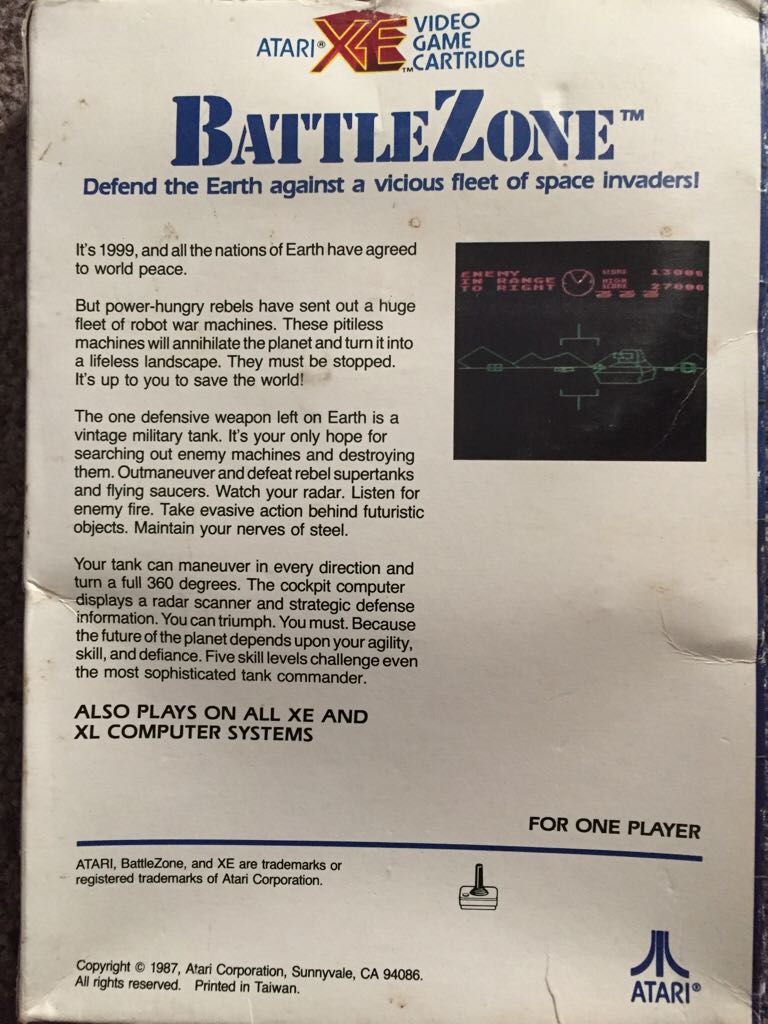 ATARI® XE™ VIDEO GAME CARTRIDGE
BATTLEZONE™
Defend the Earth against a vicious fleet of space invaders!
It's 1999, and all the nations of Earth have agreed
to world peace.
But power-hungry rebels have sent out a huge
fleet of robot war machines. These pitiless
machines will annihilate the planet and turn it into
a lifeless landscape. They must be stopped.
It's up to you to save the world!
The one defensive weapon left on Earth is a
vintage military tank. It's your only hope for
searching out enemy machines and destroying
them. Outmaneuver and defeat rebel supertanks
and flying saucers. Watch your radar. Listen for
enemy fire. Take evasive action behind futuristic
objects. Maintain your nerves of steel.
Your tank can maneuver in every direction and
turn a full 360 degrees. The cockpit computer
displays a radar scanner and strategic defense
information. You can triumph. You must. Because
the future of the planet depends upon your agility,
skill, and defiance. Five skill levels challenge even
the most sophisticated tank commander.
ALSO PLAYS ON ALL XE AND
XL COMPUTER SYSTEMS
ENEMY
IN RANGE
TO RIGHT
SCORE 13000
HIGH
SCORE 27000
FOR ONE PLAYER
ATARI, BattleZone, and XE are trademarks or
registered trademarks of Atari Corporation.
Copyright © 1987, Atari Corporation, Sunnyvale, CA 94086.
All rights reserved. Printed in Taiwan.
ATARI®